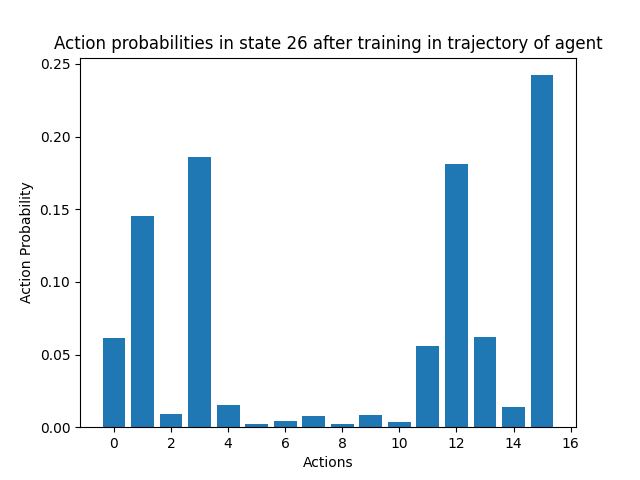 Action probabilities in state 26 after training in trajectory of agent
0.25
0.20
0.15
0.10
0.05
0.00
Action Probability
0 2 4 6 8 10 12 14 16
Actions